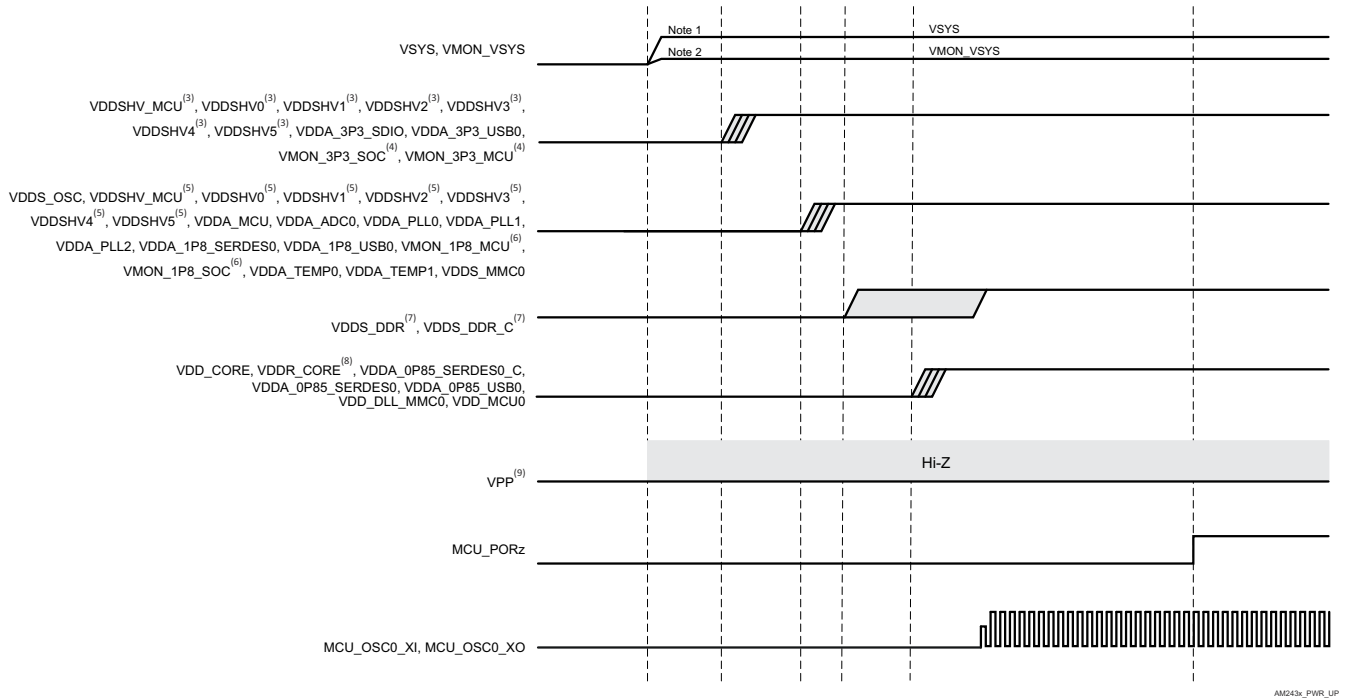 Note 1
VSYS
VSYS, VMON_VSYS
Note 2
VMON_VSYS
VDDSHV_MCU(3), VDDSHV0(3), VDDSHV1(3), VDDSHV2(3), VDDSHV3(3),
VDDSHV4(3), VDDSHV5(3), VDDA_3P3_SDIO, VDDA_3P3_USB0,
VMON_3P3_SOC(4), VMON_3P3_MCU(4)
VDDS_OSC, VDDSHV_MCU(5), VDDSHV0(5), VDDSHV1(5), VDDSHV2(5), VDDSHV3(5),
VDDSHV4(5), VDDSHV5(5), VDDA_MCU, VDDA_ADC0, VDDA_PLL0, VDDA_PLL1,
VDDA_PLL2, VDDA_1P8_SERDES0, VDDA_1P8_USB0, VMON_1P8_MCU(6),
VMON_1P8_SOC(6), VDDA_TEMP0, VDDA_TEMP1, VDDS_MMC0
VDDS_DDR(7), VDDS_DDR_C(7)
VDD_CORE, VDDR_CORE(8), VDDA_0P85_SERDES0_C,
VDDA_0P85_SERDES0, VDDA_0P85_USB0,
VDD_DLL_MMC0, VDD_MCU0
Hi-Z
VPP(9)
MCU_PORz
MCU_OSC0_XI, MCU_OSC0_XO
AM243x_PWR_UP